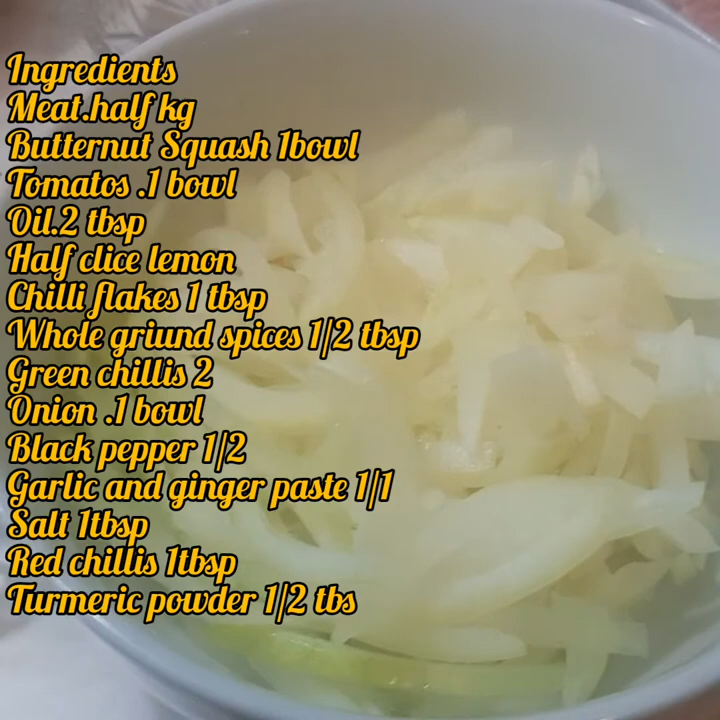 Ingredients
Meat.half kg
Butternut Squash 1bowl
Tomatos .1 bowl
Oil.2 tbsp
Half clice lemon
Chilli flakes 1 tbsp
Whole griund spices 1/2 tbsp
Green chillis 2
Onion .1 bowl
Black pepper 1/2
Garlic and ginger paste 1/1
Salt 1tbsp
Red chillis 1tbsp
Turmeric powder 1/2 tbs